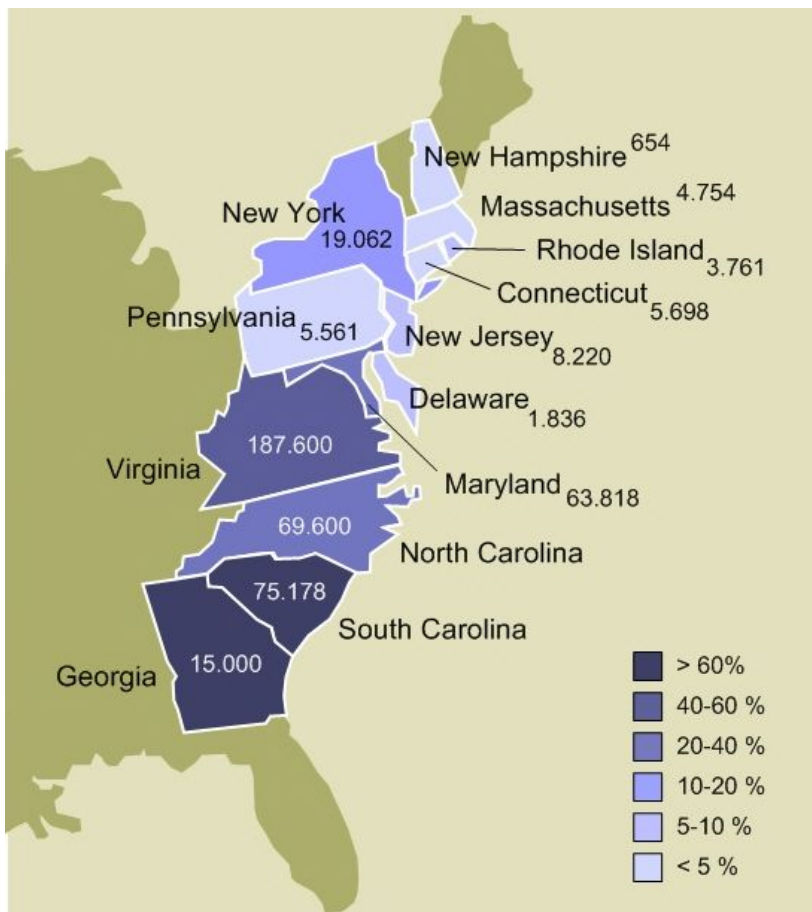 New Hampshire 654
Massachusetts 4.754
New York
19.062
Rhode Island 3.761
Connecticut 5.698
Pennsylvania 5.561
New Jersey 8.220
Delaware 1.836
187.600
Virginia
Maryland 63.818
69.600
North Carolina
75.178
South Carolina
15.000
Georgia
> 60%
40-60 %
20-40 %
10-20 %
5-10 %
< 5 %